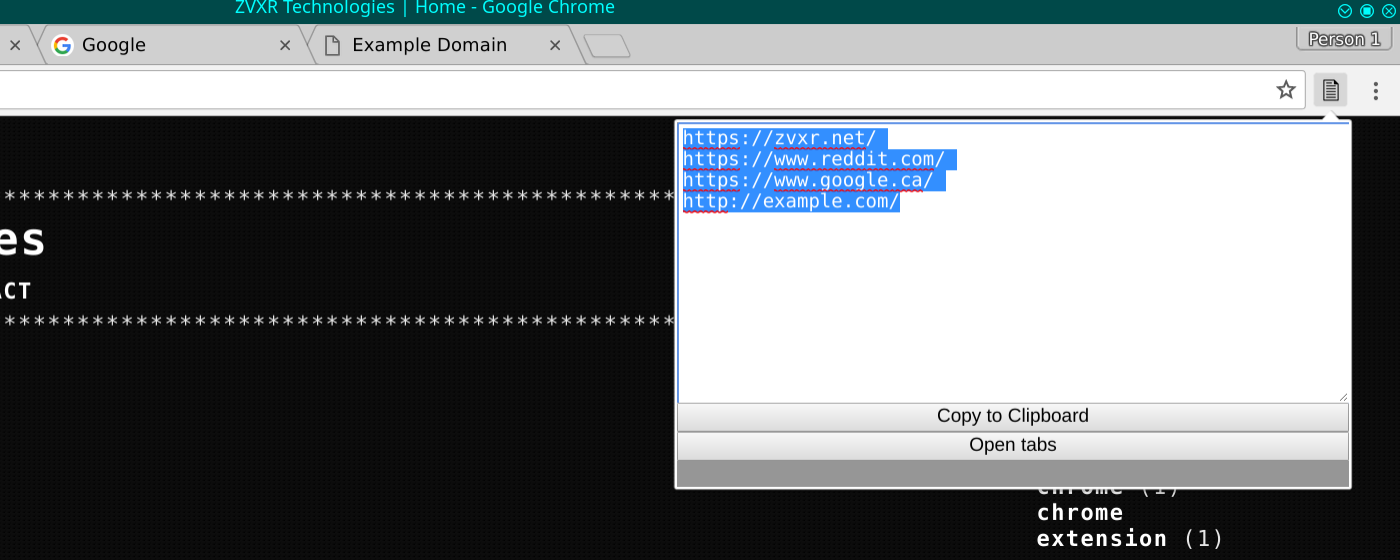 ZVXR Technologies | Home - Google Chrome
Google
Example Domain
Person 1
https://zvxr.net/
https://www.reddit.com/
https://www.google.ca/
http://example.com/
***********************************************
es
ACT
***********************************************
Copy to Clipboard
Open tabs
chrome (1)
chrome
extension (1)